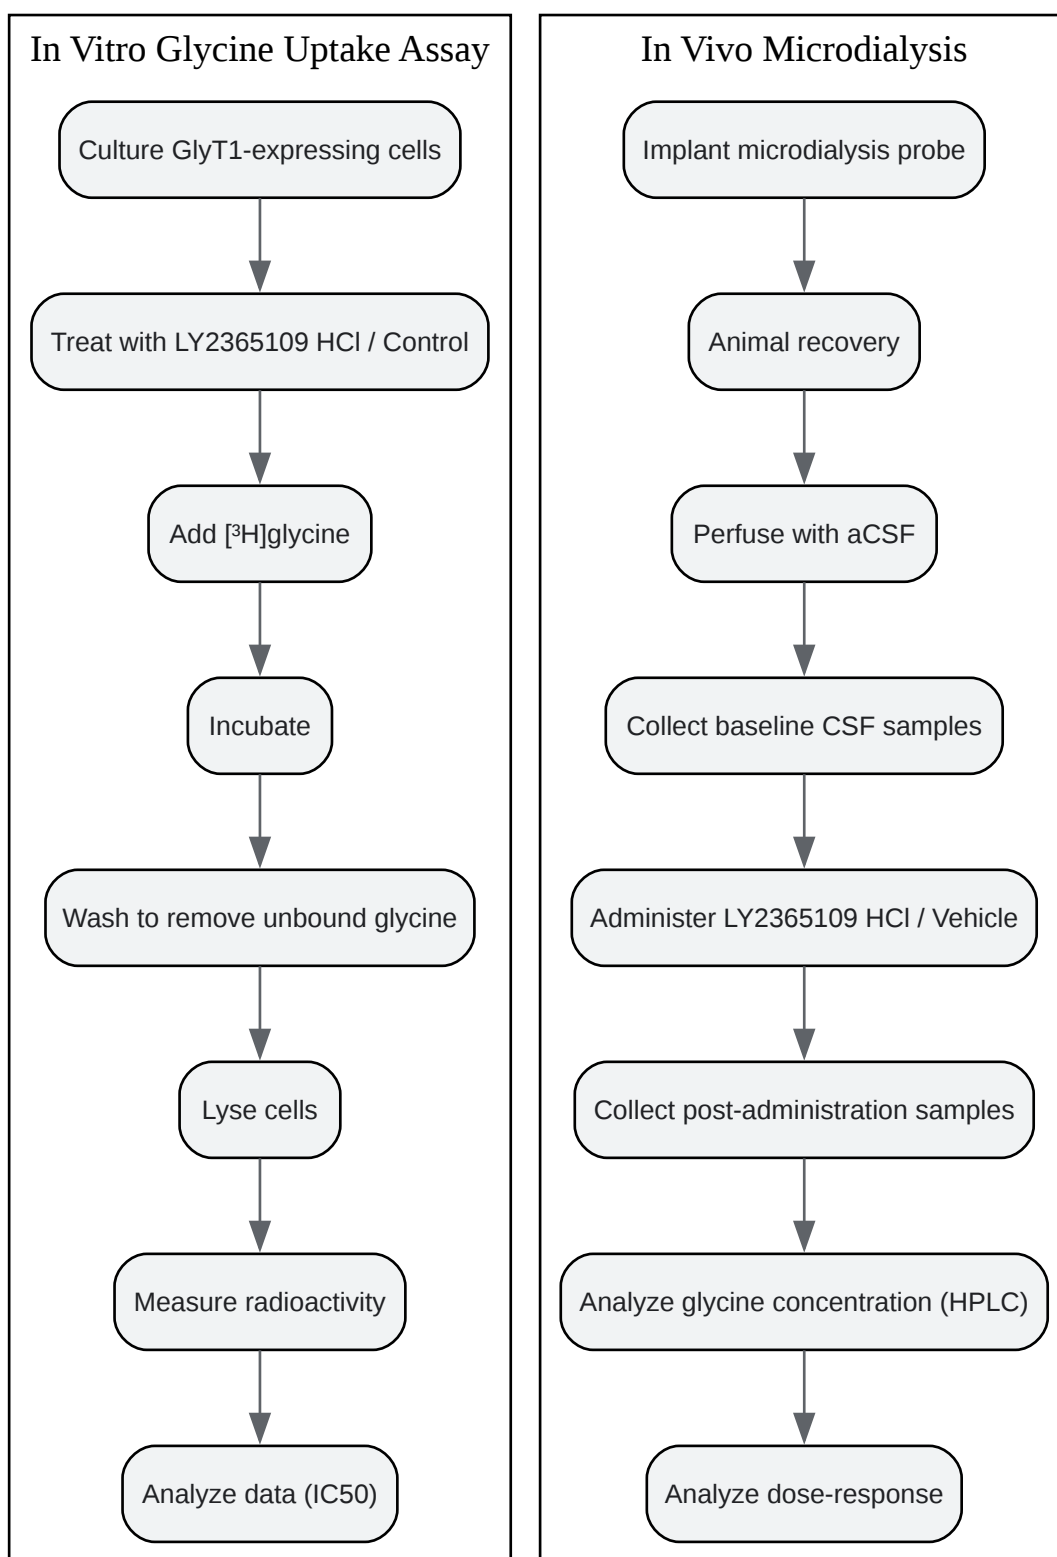 In Vitro Glycine Uptake Assay
Culture GlyT1-expressing cells
Treat with LY2365109 HCl / Control
Add [³H]glycine
Incubate
Wash to remove unbound glycine
Lyse cells
Measure radioactivity
Analyze data (IC50)
In Vivo Microdialysis
Implant microdialysis probe
Animal recovery
Perfuse with aCSF
Collect baseline CSF samples
Administer LY2365109 HCl / Vehicle
Collect post-administration samples
Analyze glycine concentration (HPLC)
Analyze dose-response